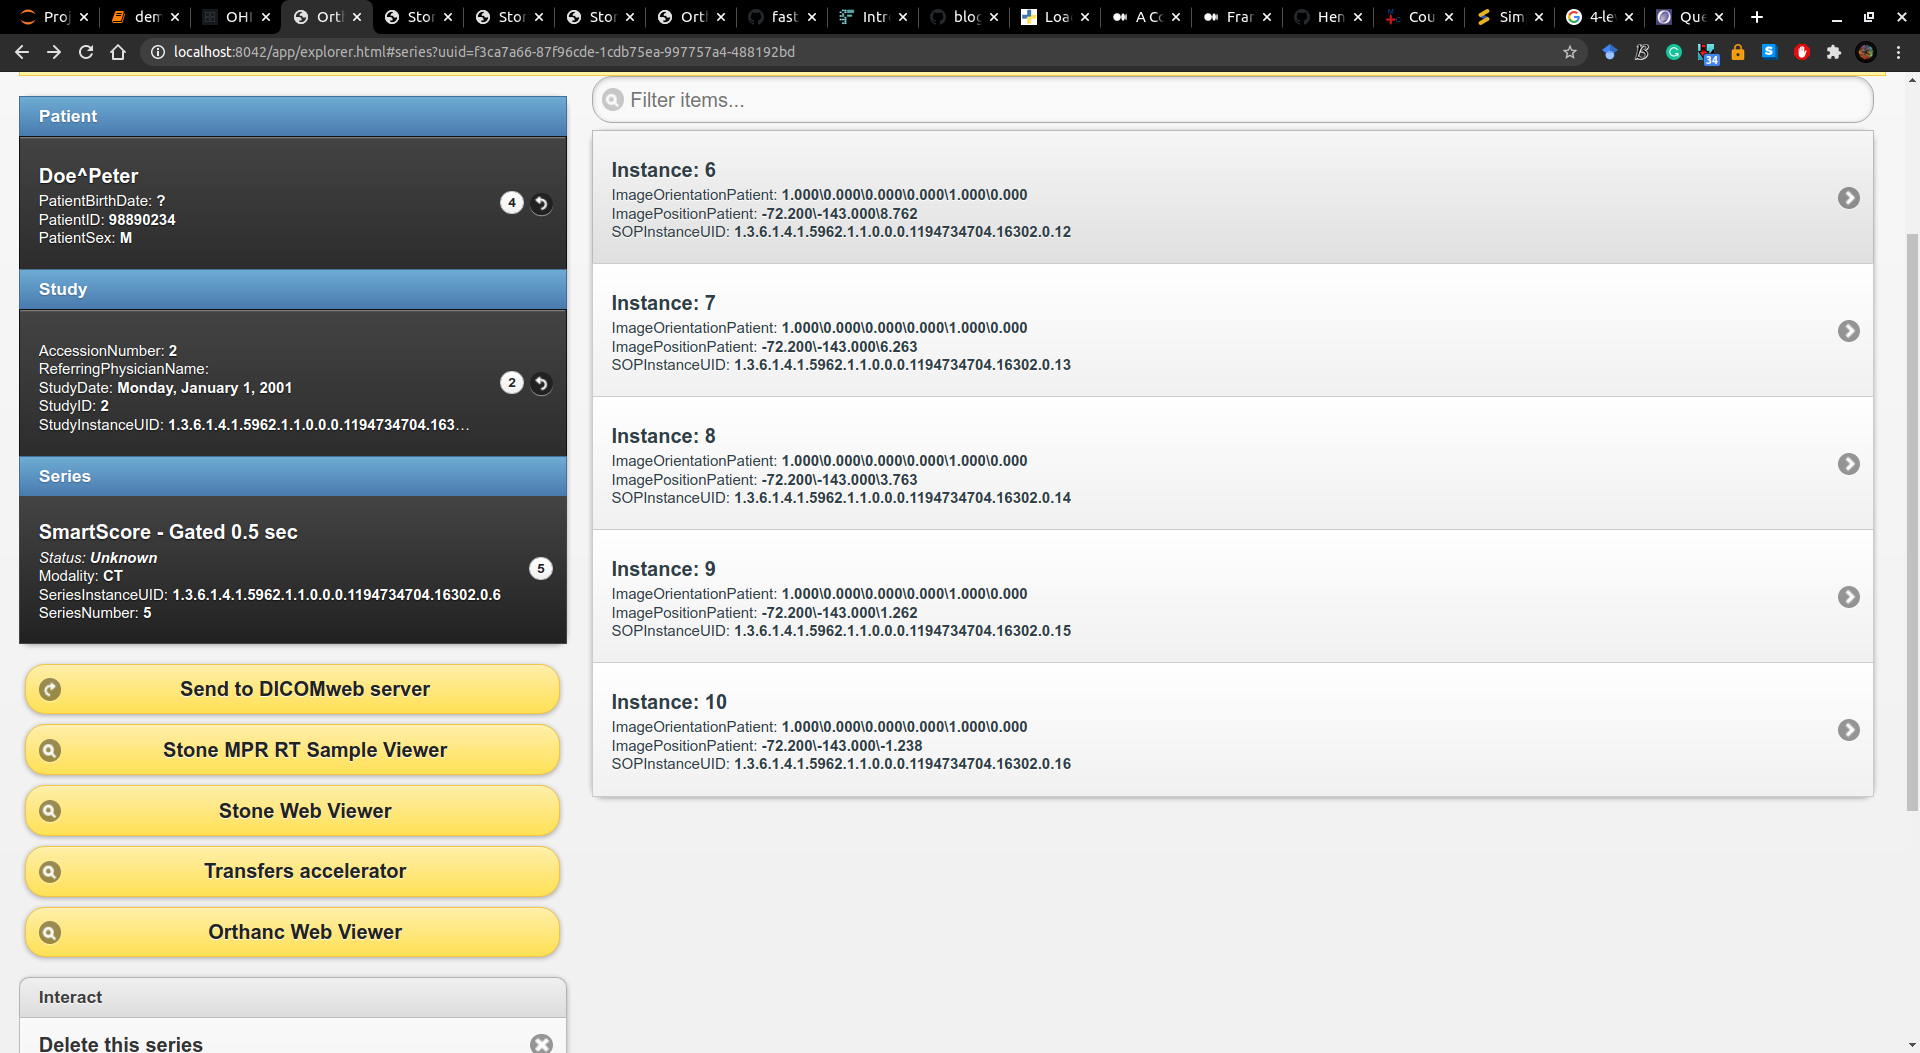 Proj
dem
OHI
Ortl
Stor
Stor
Stor
Ortl
fast
Intr
blog
Loa
A Co
Fran
Hen
Cou
Sim
4-le
Que
localhost:8042/app/explorer.html#series?uuid=f3ca7a66-87f96cde-1cdb75ea-997757a4-488192bd
34
Patient
Doe^Peter
PatientBirthDate: ?
PatientID: 98890234
PatientSex: M
4
Study
AccessionNumber: 2
ReferringPhysicianName:
StudyDate: Monday, January 1, 2001
StudyID: 2
StudyInstanceUID: 1.3.6.1.4.1.5962.1.1.0.0.0.1194734704.163...
2
Series
SmartScore - Gated 0.5 sec
Status: Unknown
Modality: CT
SeriesInstanceUID: 1.3.6.1.4.1.5962.1.1.0.0.0.1194734704.16302.0.6
SeriesNumber: 5
5
Send to DICOMweb server
Stone MPR RT Sample Viewer
Stone Web Viewer
Transfers accelerator
Orthanc Web Viewer
Interact
Delete this series
Filter items...
Instance: 6
ImageOrientationPatient: 1.000\0.000\0.000\0.000\1.000\0.000
ImagePositionPatient: -72.200\-143.000\8.762
SOPInstanceUID: 1.3.6.1.4.1.5962.1.1.0.0.0.1194734704.16302.0.12
Instance: 7
ImageOrientationPatient: 1.000\0.000\0.000\0.000\1.000\0.000
ImagePositionPatient: -72.200\-143.000\6.263
SOPInstanceUID: 1.3.6.1.4.1.5962.1.1.0.0.0.1194734704.16302.0.13
Instance: 8
ImageOrientationPatient: 1.000\0.000\0.000\0.000\1.000\0.000
ImagePositionPatient: -72.200\-143.000\3.763
SOPInstanceUID: 1.3.6.1.4.1.5962.1.1.0.0.0.1194734704.16302.0.14
Instance: 9
ImageOrientationPatient: 1.000\0.000\0.000\0.000\1.000\0.000
ImagePositionPatient: -72.200\-143.000\1.262
SOPInstanceUID: 1.3.6.1.4.1.5962.1.1.0.0.0.1194734704.16302.0.15
Instance: 10
ImageOrientationPatient: 1.000\0.000\0.000\0.000\1.000\0.000
ImagePositionPatient: -72.200\-143.000\-1.238
SOPInstanceUID: 1.3.6.1.4.1.5962.1.1.0.0.0.1194734704.16302.0.16